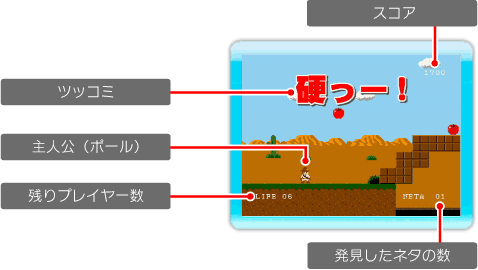 スコア
1700
ツッコミ
硬っー！
主人公（ポール）
残りプレイヤー数
LIFE 06
NETA 01
発見したネタの数